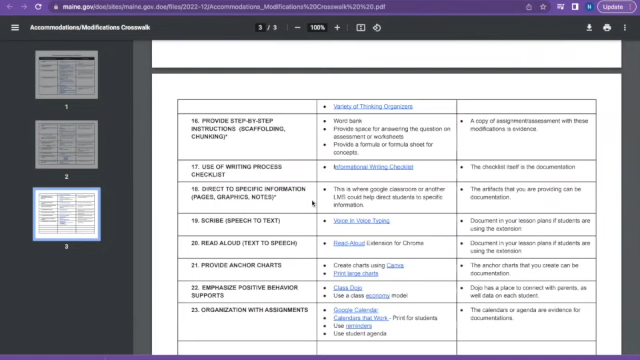 Accommodations/Modifications Crosswalk
maine.gov/doe/sites/maine.gov.doe/files/2022-12/Accommodations_Modifications%20Crosswalk%20%20.pdf
N
Update
Accommodations/Modifications Crosswalk
3 / 3
100%
1
2
3
• Variety of Thinking Organizers
16. PROVIDE STEP-BY-STEP
INSTRUCTIONS (SCAFFOLDING,
CHUNKING)*
• Word bank
• Provide space for answering the question on
assessment or worksheets
• Provide a formula or formula sheet for
concepts.
• A copy of assignment/assessment with these
modifications is evidence.
17. USE OF WRITING PROCESS
CHECKLIST
• Informational Writing Checklist
• The checklist itself is the documentation
18. DIRECT TO SPECIFIC INFORMATION
(PAGES, GRAPHICS, NOTES)*
• This is where google classroom or another
LMS could help direct students to specific
information.
• The artifacts that you are providing can be
documentation.
19. SCRIBE (SPEECH TO TEXT)
• Voice In Voice Typing
• Document in your lesson plans if students are
using the extension
20. READ ALOUD (TEXT TO SPEECH)
• Read-Aloud Extension for Chroma
• Document in your lesson plans if students are
using the extension
21. PROVIDE ANCHOR CHARTS
• Create charts using Canva
• Print large charts
• The anchor charts that you create can be
documentation.
22. EMPHASIZE POSITIVE BEHAVIOR
SUPPORTS
• Class Dojo
• Use a class economy model
• Dojo has a place to connect with parents, as
well data on each student.
23. ORGANIZATION WITH ASSIGNMENTS
• Google Calendar
• Calendars that Work - Print for students
• Use reminders
• Use student agenda
• The calendars or agenda are evidence for
documentations.